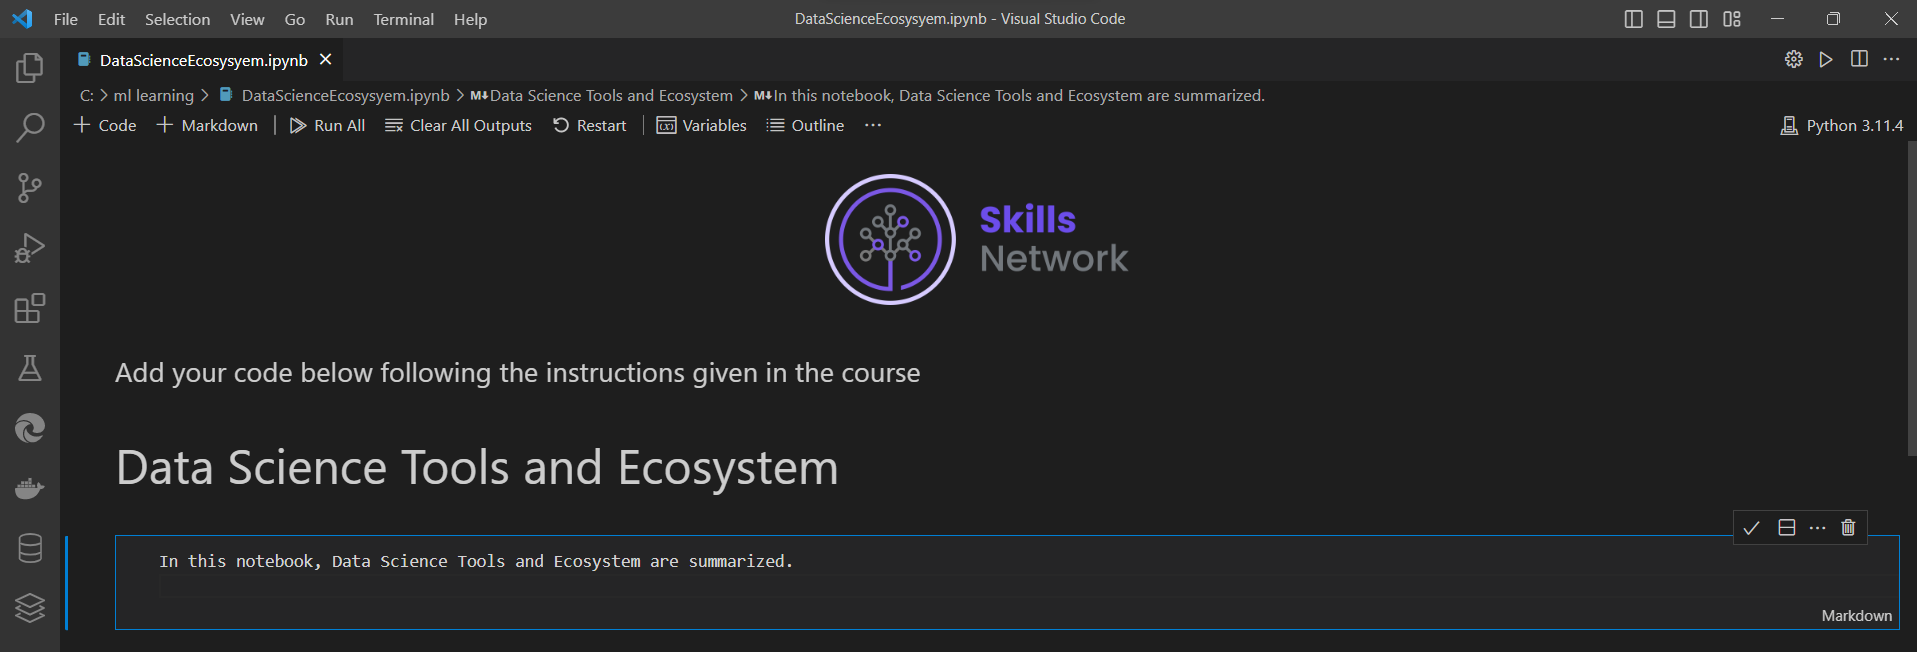 File Edit Selection View Go Run Terminal Help DataScienceEcosysyem.ipynb - Visual Studio Code
DataScienceEcosysyem.ipynb
C: > ml learning > DataScienceEcosysyem.ipynb > M↓Data Science Tools and Ecosystem > M↓In this notebook, Data Science Tools and Ecosystem are summarized.
+ Code + Markdown | Run All Clear All Outputs Restart | Variables Outline ··· Python 3.11.4
Skills
Network
Add your code below following the instructions given in the course
Data Science Tools and Ecosystem
In this notebook, Data Science Tools and Ecosystem are summarized.
Markdown